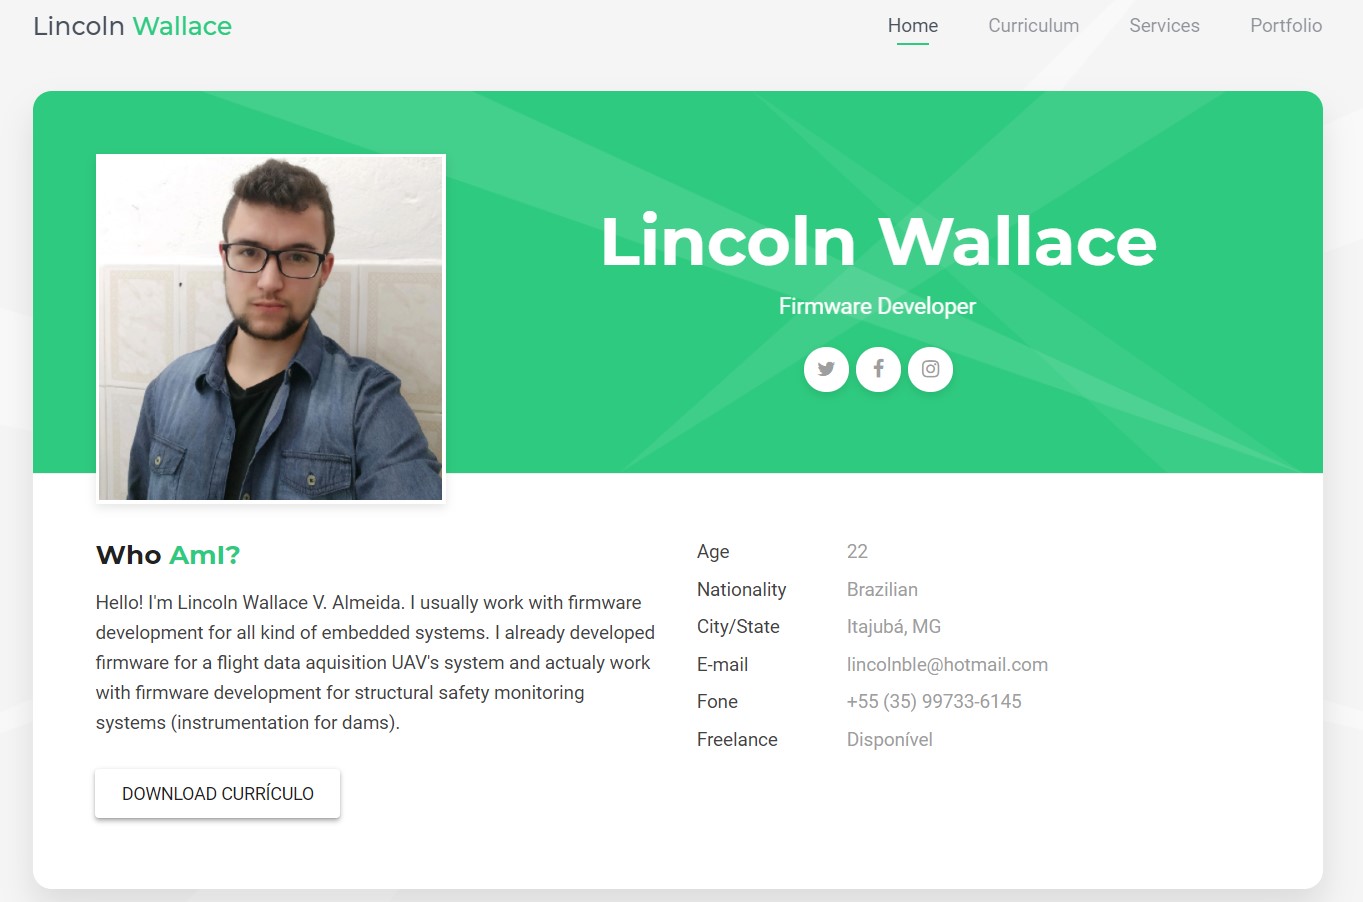 Lincoln Wallace
Home Curriculum Services Portfolio
Lincoln Wallace
Firmware Developer
Who AmI?
Hello! I'm Lincoln Wallace V. Almeida. I usually work with firmware
development for all kind of embedded systems. I already developed
firmware for a flight data aquisition UAV's system and actualy work
with firmware development for structural safety monitoring
systems (instrumentation for dams).
DOWNLOAD CURRÍCULO
Age 22
Nationality Brazilian
City/State Itajubá, MG
E-mail lincolnble@hotmail.com
Fone +55 (35) 99733-6145
Freelance Disponível